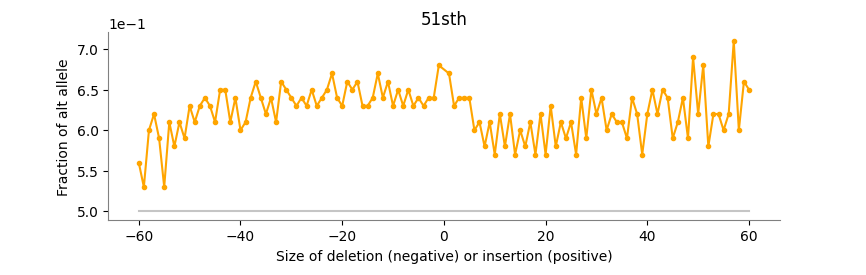 51sth
1e−1
7.0
6.5
6.0
5.5
5.0
Fraction of alt allele
−60 −40 −20 0 20 40 60
Size of deletion (negative) or insertion (positive)